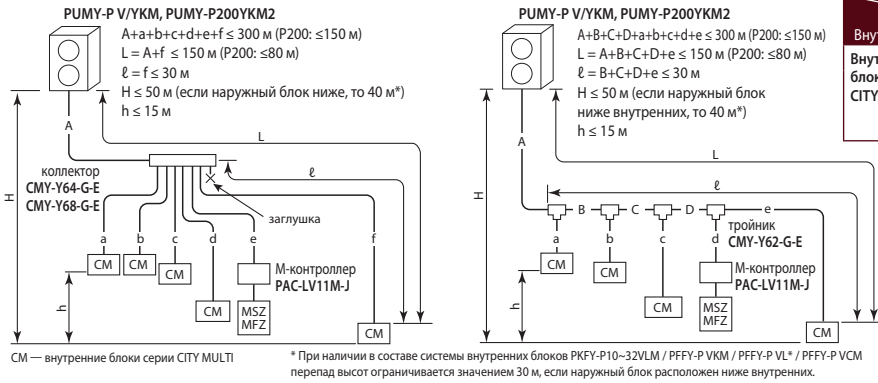 PUMY-P V/YKM, PUMY-P200YKM2
A+a+b+c+d+e+f ≤ 300 м (P200: ≤150 м)
L = A+f ≤ 150 м (P200: ≤80 м)
ℓ = f ≤ 30 м
H ≤ 50 м (если наружный блок ниже, то 40 м*)
h ≤ 15 м
A
L
H
коллектор
CMY-Y64-G-E
CMY-Y68-G-E
ℓ
заглушка
a
b
c
d
e
f
CM
CM
CM
М-контроллер
PAC-LV11M-J
h
CM
MSZ
MFZ
CM
CM — внутренние блоки серии CITY MULTI
PUMY-P V/YKM, PUMY-P200YKM2
A+B+C+D+a+b+c+d+e ≤ 300 м (P200: ≤150 м)
L = A+B+C+D+e ≤ 150 м (P200: ≤80 м)
ℓ = B+C+D+e ≤ 30 м
H ≤ 50 м (если наружный блок
ниже внутренних, то 40 м*)
h ≤ 15 м
A
L
H
ℓ
B
C
D
e
тройник
CMY-Y62-G-E
a
b
c
d
CM
CM
М-контроллер
PAC-LV11M-J
h
CM
MSZ
MFZ
CM
* При наличии в составе системы внутренних блоков PKFY-P10~32VLM / PFFY-P VKM / PFFY-P VL* / PFFY-P VCM
перепад высот ограничивается значением 30 м, если наружный блок расположен ниже внутренних.
Внут
Внут
блок
CITY